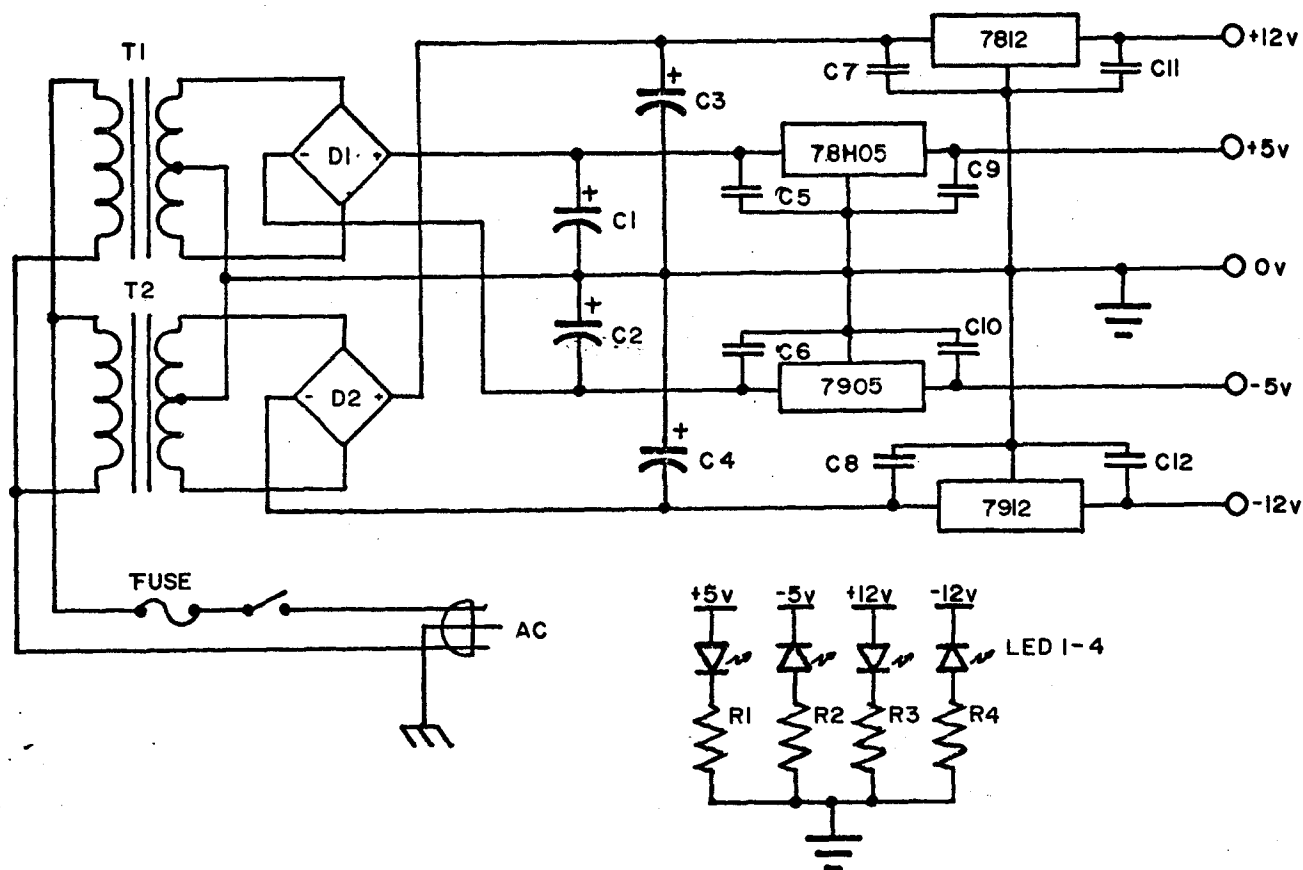 T1
7812
+12v
C7
C11
+
C3
- D1 +
78H05
+5v
C9
C5
+
C1
0v
T2
+
C2
C10
C6
- D2 +
7905
-5v
+
C4
C8
C12
7912
-12v
FUSE
AC
+5v -5v +12v -12v
LED 1-4
R1 R2 R3 R4